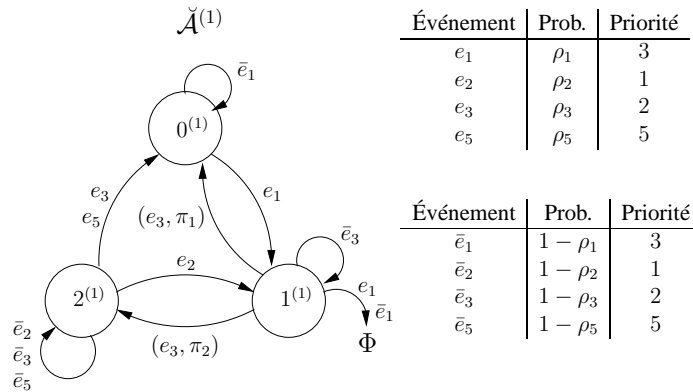 𝒜̆⁽¹⁾
ē₁
0⁽¹⁾
e₃
e₅
(e₃, π₁)
e₁
e₂
ē₃
2⁽¹⁾
1⁽¹⁾
e₁
ē₁
Φ
(e₃, π₂)
ē₂
ē₃
ē₅
Événement Prob. Priorité
e₁ ρ₁ 3
e₂ ρ₂ 1
e₃ ρ₃ 2
e₅ ρ₅ 5
Événement Prob. Priorité
ē₁ 1 − ρ₁ 3
ē₂ 1 − ρ₂ 1
ē₃ 1 − ρ₃ 2
ē₅ 1 − ρ₅ 5